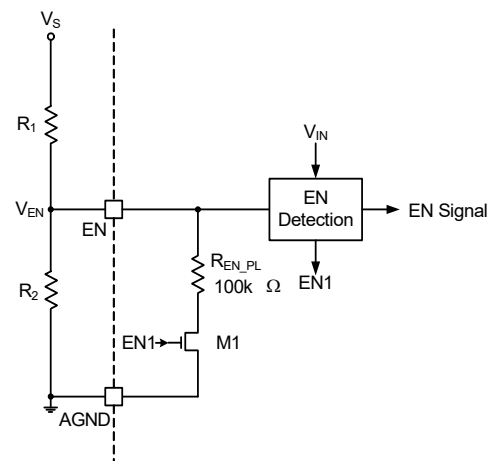 VS
R1
VIN
VEN
EN
EN
Detection
EN Signal
REN_PL
100k Ω
EN1
R2
EN1
M1
AGND